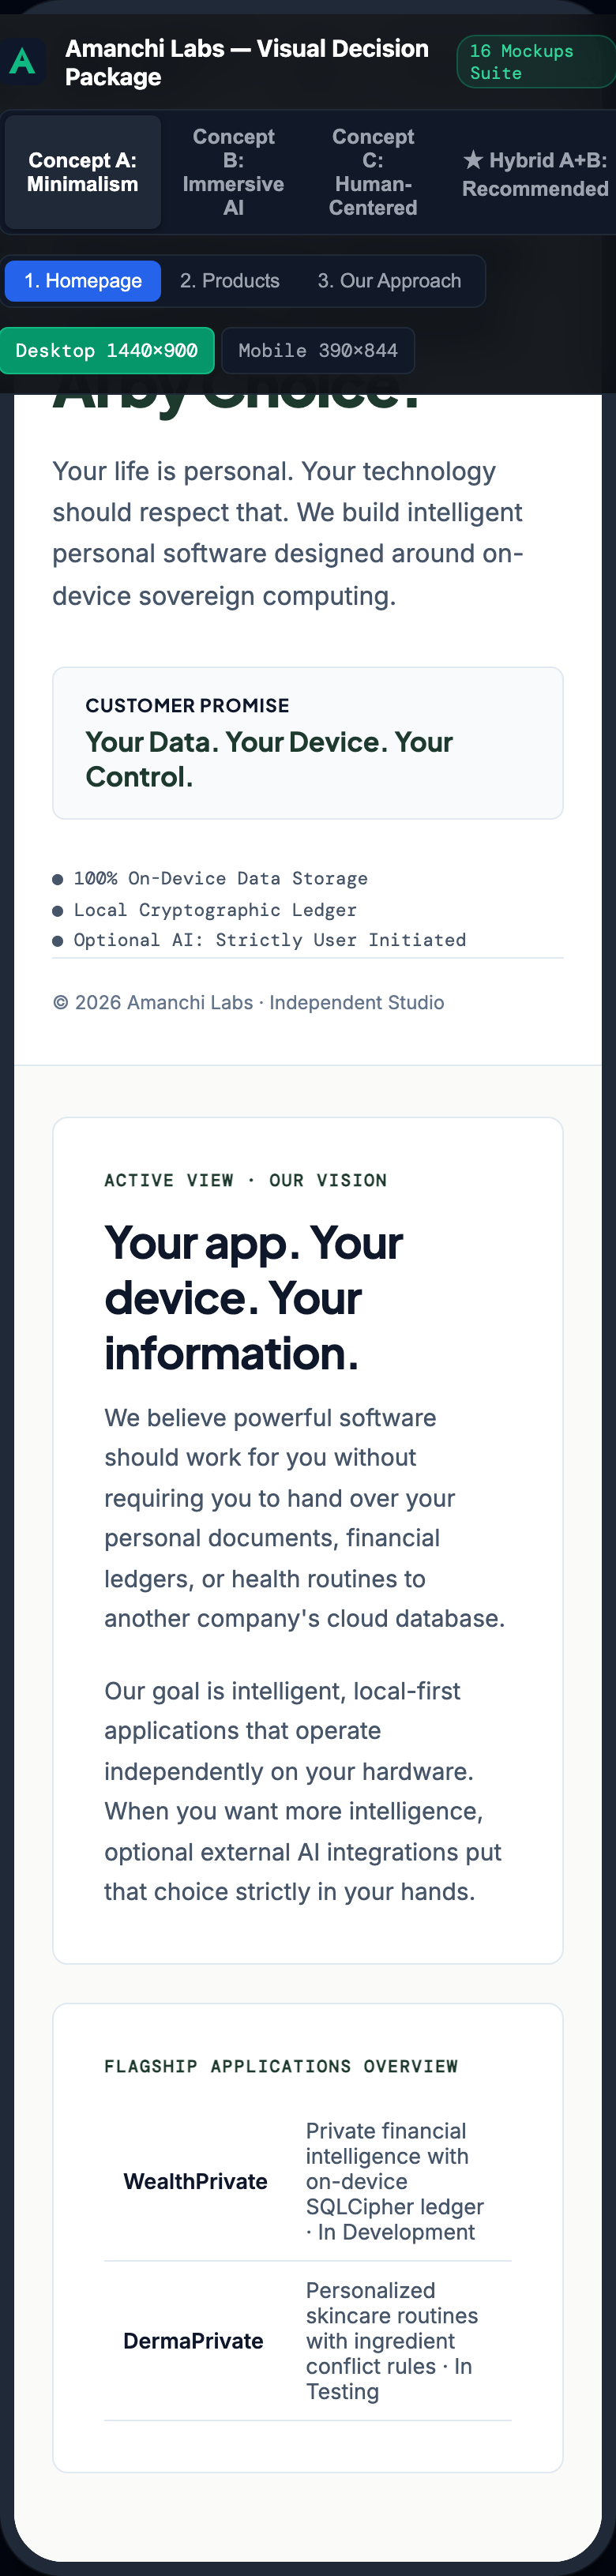 Amanchi Labs — Visual Decision
Package
16 Mockups
Suite
Concept A:
Minimalism
Concept
B:
Immersive
AI
Concept
C:
Human-
Centered
★ Hybrid A+B:
Recommended
1. Homepage
2. Products
3. Our Approach
Desktop 1440×900
Mobile 390×844
AI by Choice.
Your life is personal. Your technology
should respect that. We build intelligent
personal software designed around on-
device sovereign computing.
CUSTOMER PROMISE
Your Data. Your Device. Your
Control.
● 100% On-Device Data Storage
● Local Cryptographic Ledger
● Optional AI: Strictly User Initiated
© 2026 Amanchi Labs · Independent Studio
ACTIVE VIEW · OUR VISION
Your app. Your
device. Your
information.
We believe powerful software
should work for you without
requiring you to hand over your
personal documents, financial
ledgers, or health routines to
another company's cloud database.
Our goal is intelligent, local-first
applications that operate
independently on your hardware.
When you want more intelligence,
optional external AI integrations put
that choice strictly in your hands.
FLAGSHIP APPLICATIONS OVERVIEW
WealthPrivate
Private financial
intelligence with
on-device
SQLCipher ledger
· In Development
DermaPrivate
Personalized
skincare routines
with ingredient
conflict rules · In
Testing